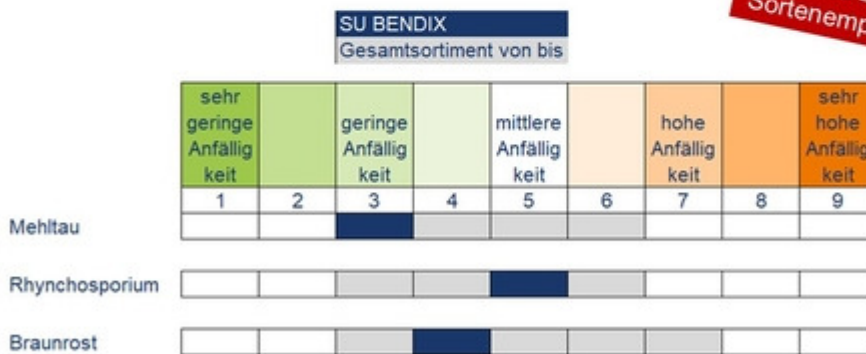 Sortenemp
SU BENDIX
Gesamtsortiment von bis
sehr geringe Anfällig keit
geringe Anfällig keit
mittlere Anfällig keit
hohe Anfällig keit
sehr hohe Anfällig keit
1 2 3 4 5 6 7 8 9
Mehltau
Rhynchosporium
Braunrost